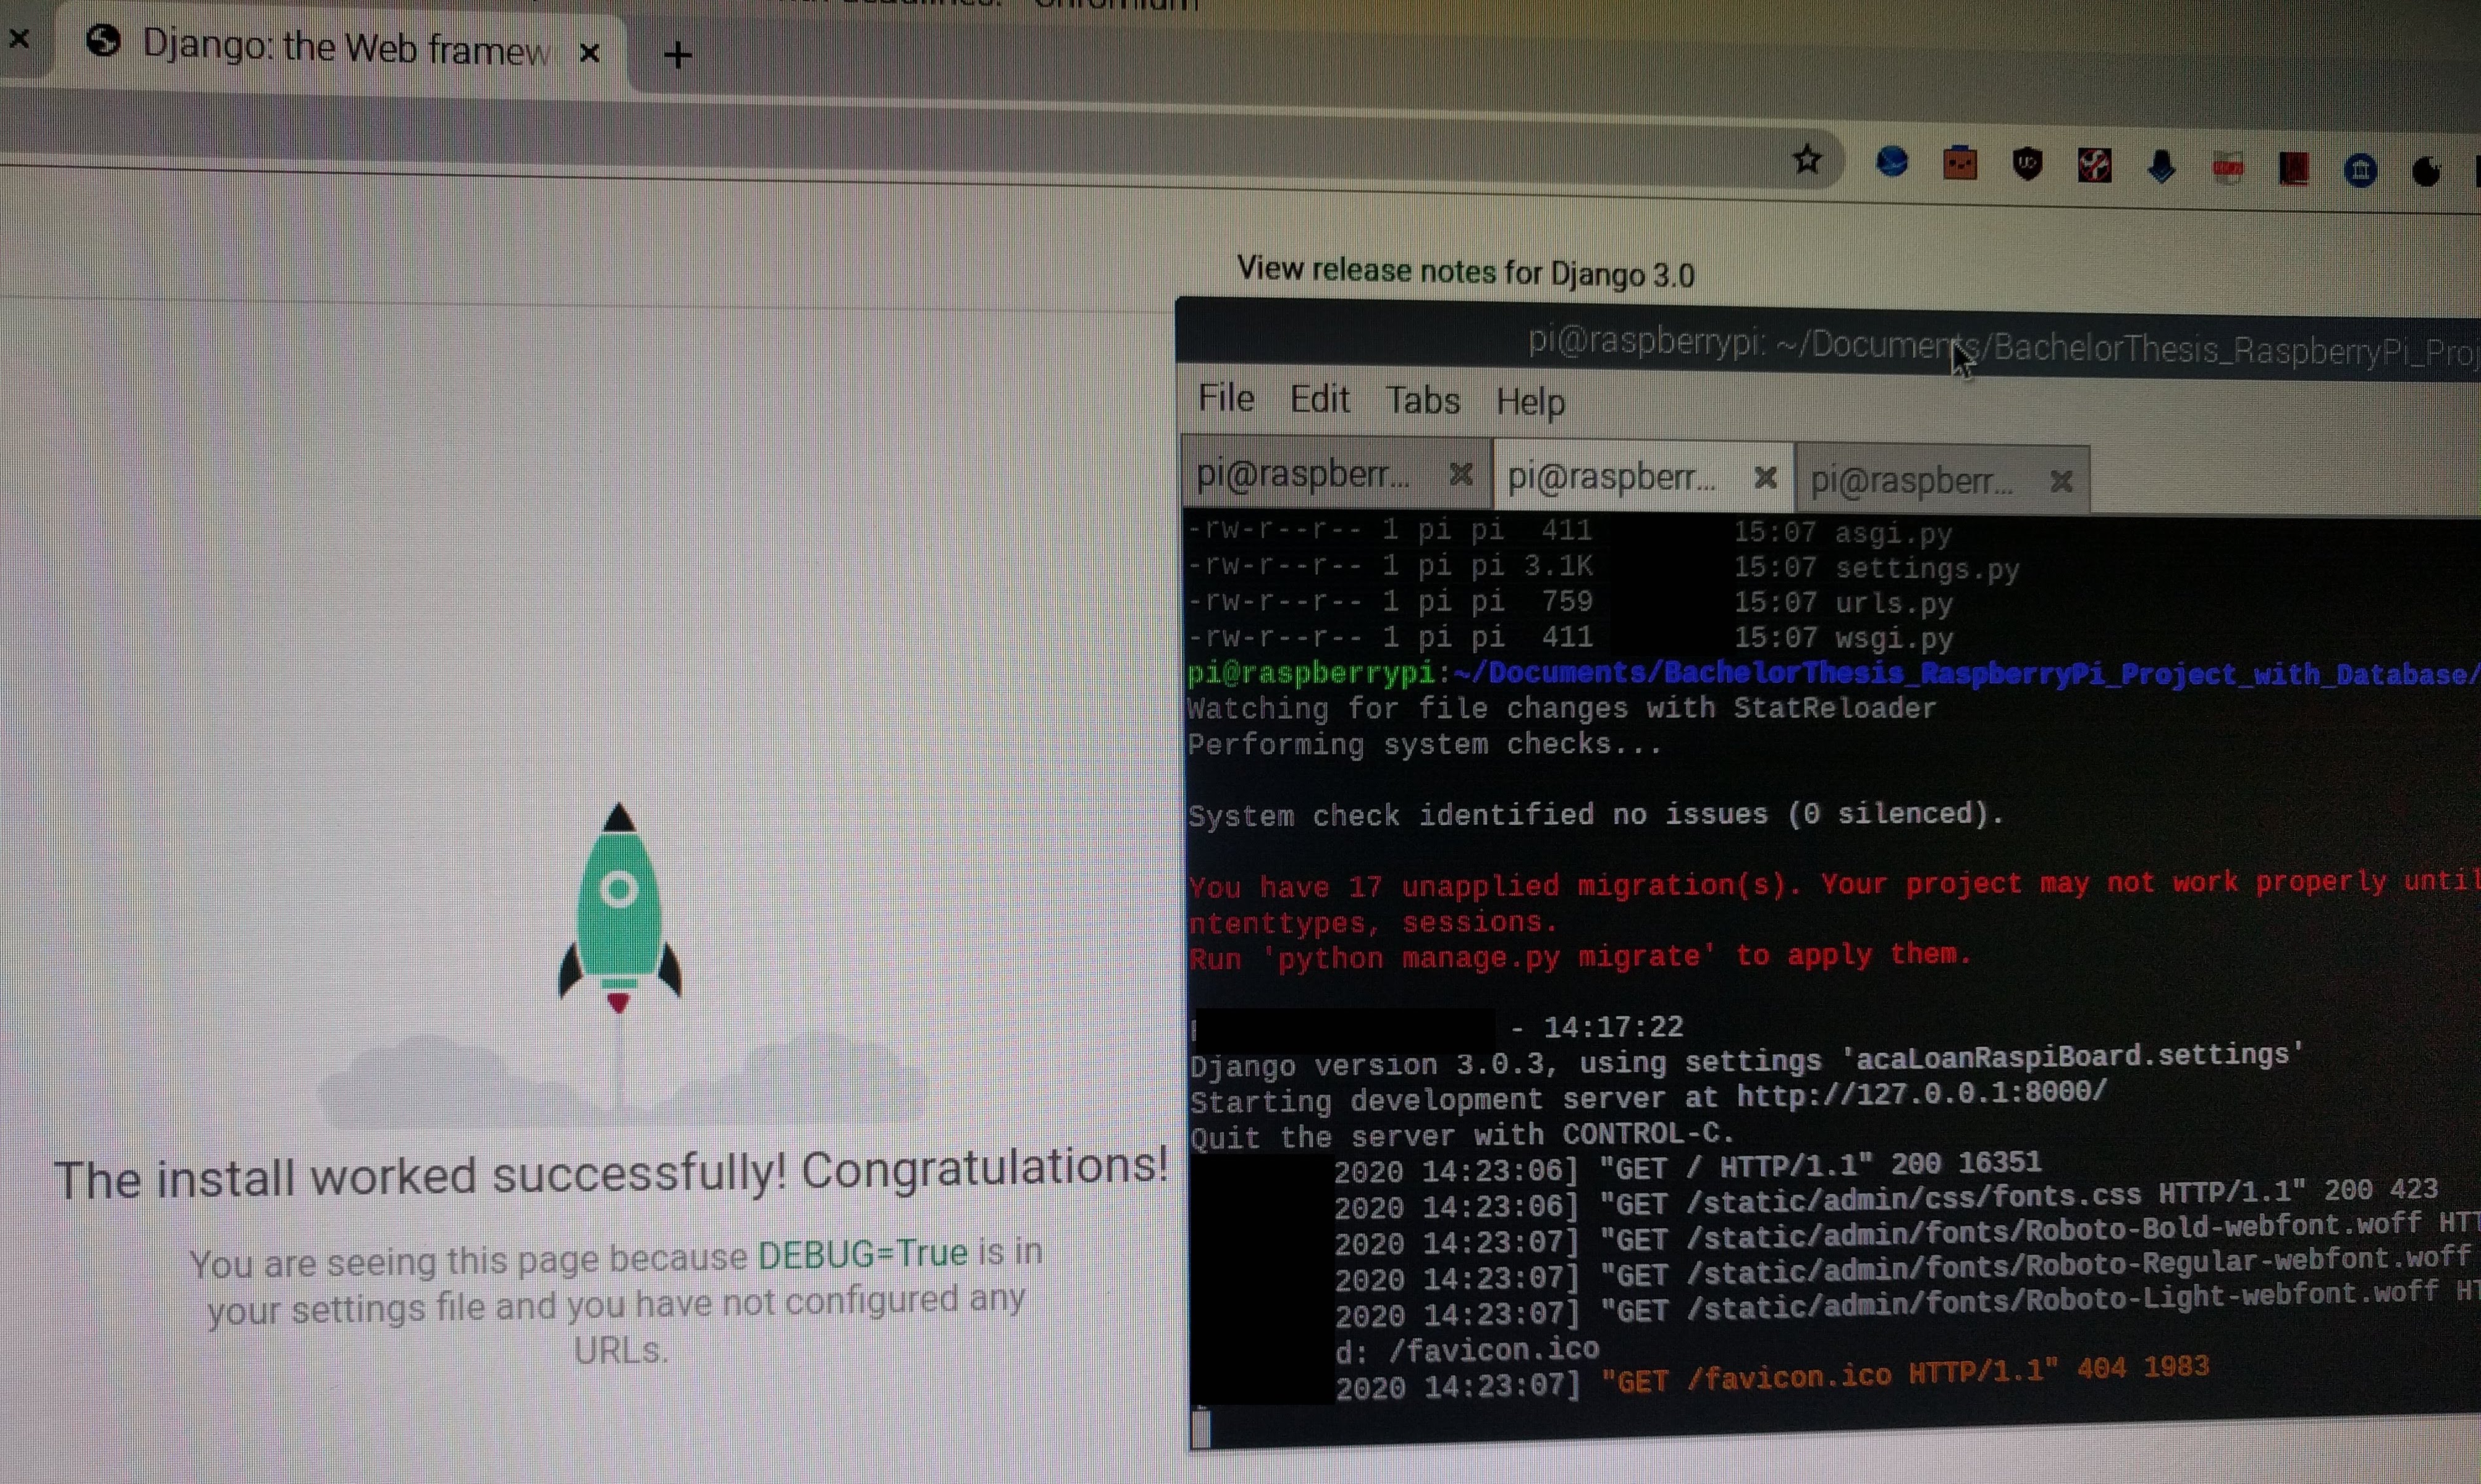 Chromium
Django: the Web framew
View release notes for Django 3.0
pi@raspberrypi: ~/Documents/BachelorThesis_RaspberryPi_Proj
File Edit Tabs Help
pi@raspberr... pi@raspberr... pi@raspberr...
-rw-r--r-- 1 pi pi 411 15:07 asgi.py
-rw-r--r-- 1 pi pi 3.1K 15:07 settings.py
-rw-r--r-- 1 pi pi 759 15:07 urls.py
-rw-r--r-- 1 pi pi 411 15:07 wsgi.py
pi@raspberrypi:~/Documents/BachelorThesis_RaspberryPi_Project_with_Database/
Watching for file changes with StatReloader
Performing system checks...
System check identified no issues (0 silenced).
You have 17 unapplied migration(s). Your project may not work properly until
ntenttypes, sessions.
Run 'python manage.py migrate' to apply them.
- 14:17:22
Django version 3.0.3, using settings 'acaLoanRaspiBoard.settings'
Starting development server at http://127.0.0.1:8000/
Quit the server with CONTROL-C.
2020 14:23:06] "GET / HTTP/1.1" 200 16351
2020 14:23:06] "GET /static/admin/css/fonts.css HTTP/1.1" 200 423
2020 14:23:07] "GET /static/admin/fonts/Roboto-Bold-webfont.woff HTT
2020 14:23:07] "GET /static/admin/fonts/Roboto-Regular-webfont.woff
2020 14:23:07] "GET /static/admin/fonts/Roboto-Light-webfont.woff HT
d: /favicon.ico
2020 14:23:07] "GET /favicon.ico HTTP/1.1" 404 1983
The install worked successfully! Congratulations!
You are seeing this page because DEBUG=True is in
your settings file and you have not configured any
URLs.